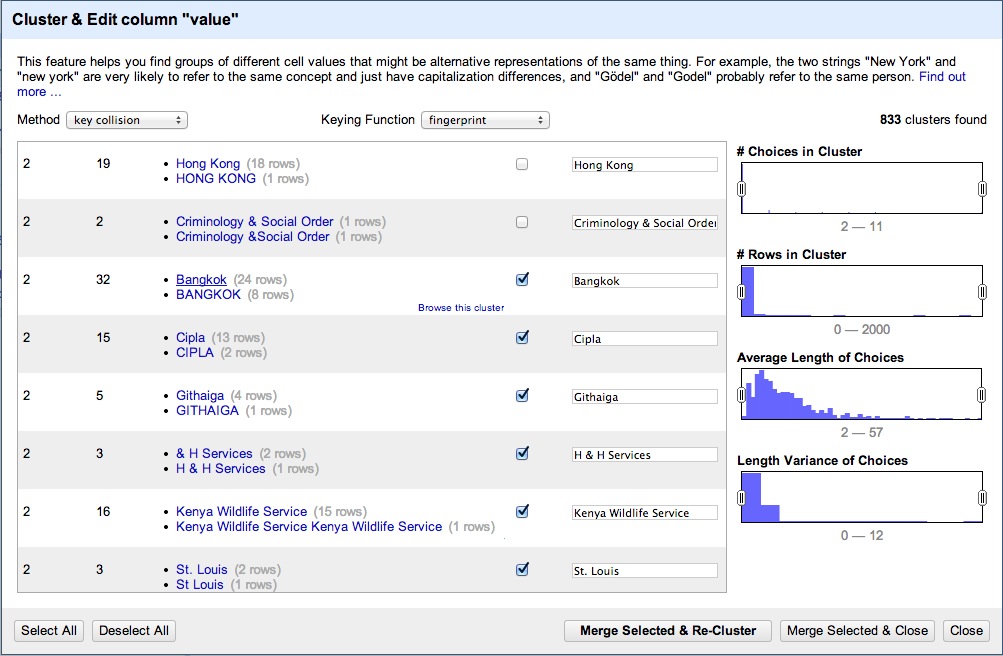 Cluster & Edit column "value"
This feature helps you find groups of different cell values that might be alternative representations of the same thing. For example, the two strings "New York" and
"new york" are very likely to refer to the same concept and just have capitalization differences, and "Gödel" and "Godel" probably refer to the same person. Find out
more ...
Method key collision Keying Function fingerprint 833 clusters found
2 19 • Hong Kong (18 rows) Hong Kong
• HONG KONG (1 rows)
2 2 • Criminology & Social Order (1 rows) Criminology & Social Order
• Criminology &Social Order (1 rows)
2 32 • Bangkok (24 rows) Bangkok
• BANGKOK (8 rows)
Browse this cluster
2 15 • Cipla (13 rows) Cipla
• CIPLA (2 rows)
2 5 • Githaiga (4 rows) Githaiga
• GITHAIGA (1 rows)
2 3 • & H Services (2 rows) H & H Services
• H & H Services (1 rows)
2 16 • Kenya Wildlife Service (15 rows) Kenya Wildlife Service
• Kenya Wildlife Service Kenya Wildlife Service (1 rows)
2 3 • St. Louis (2 rows) St. Louis
• St Louis (1 rows)
# Choices in Cluster
2 — 11
# Rows in Cluster
0 — 2000
Average Length of Choices
2 — 57
Length Variance of Choices
0 — 12
Select All Deselect All Merge Selected & Re-Cluster Merge Selected & Close Close